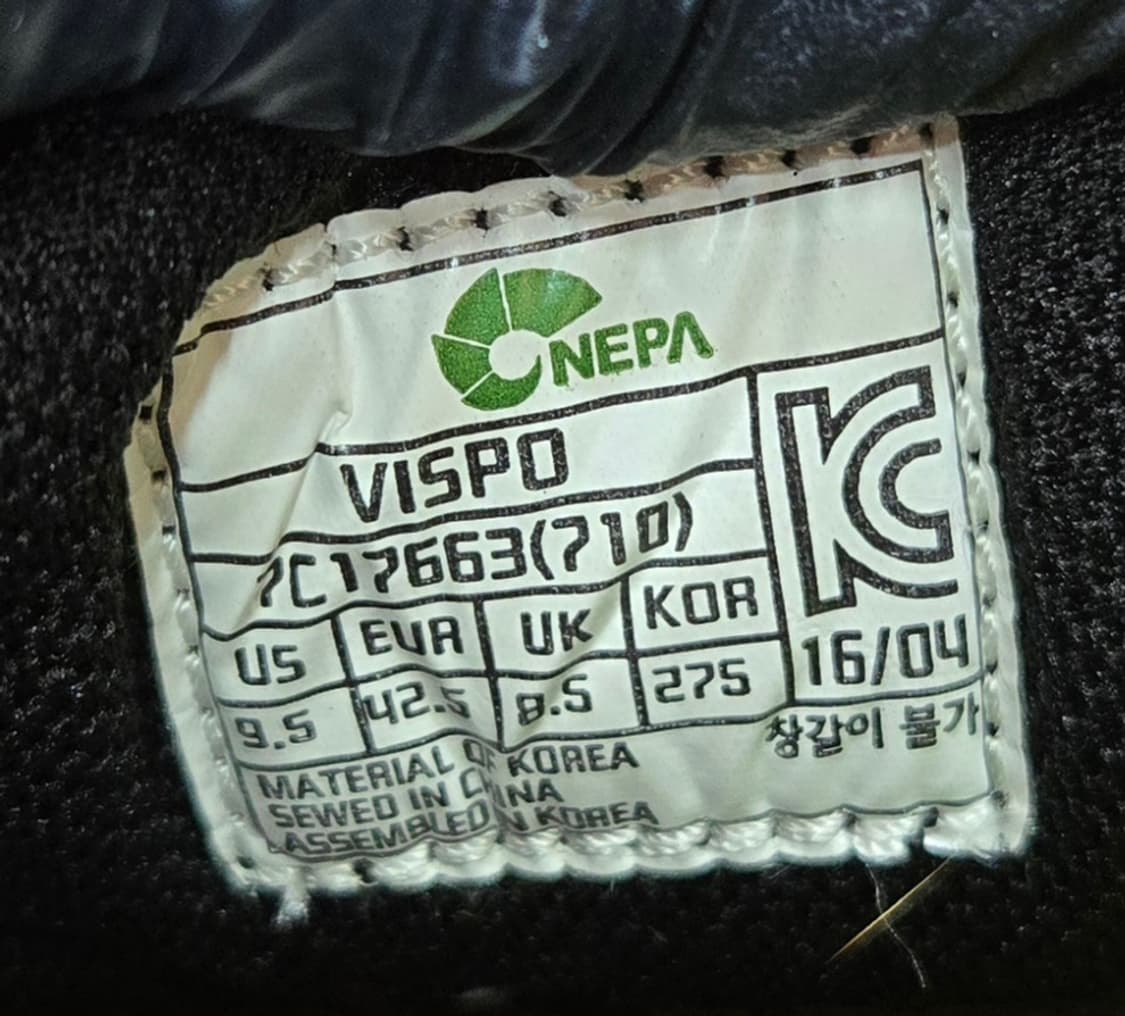 NEPA
VISPO
7C17663(710)
US EUR UK KOR
9.5 42.5 8.5 275
KC
16/04
창갈이 불가
MATERIAL OF KOREA
SEWED IN CHINA
ASSEMBLED IN KOREA